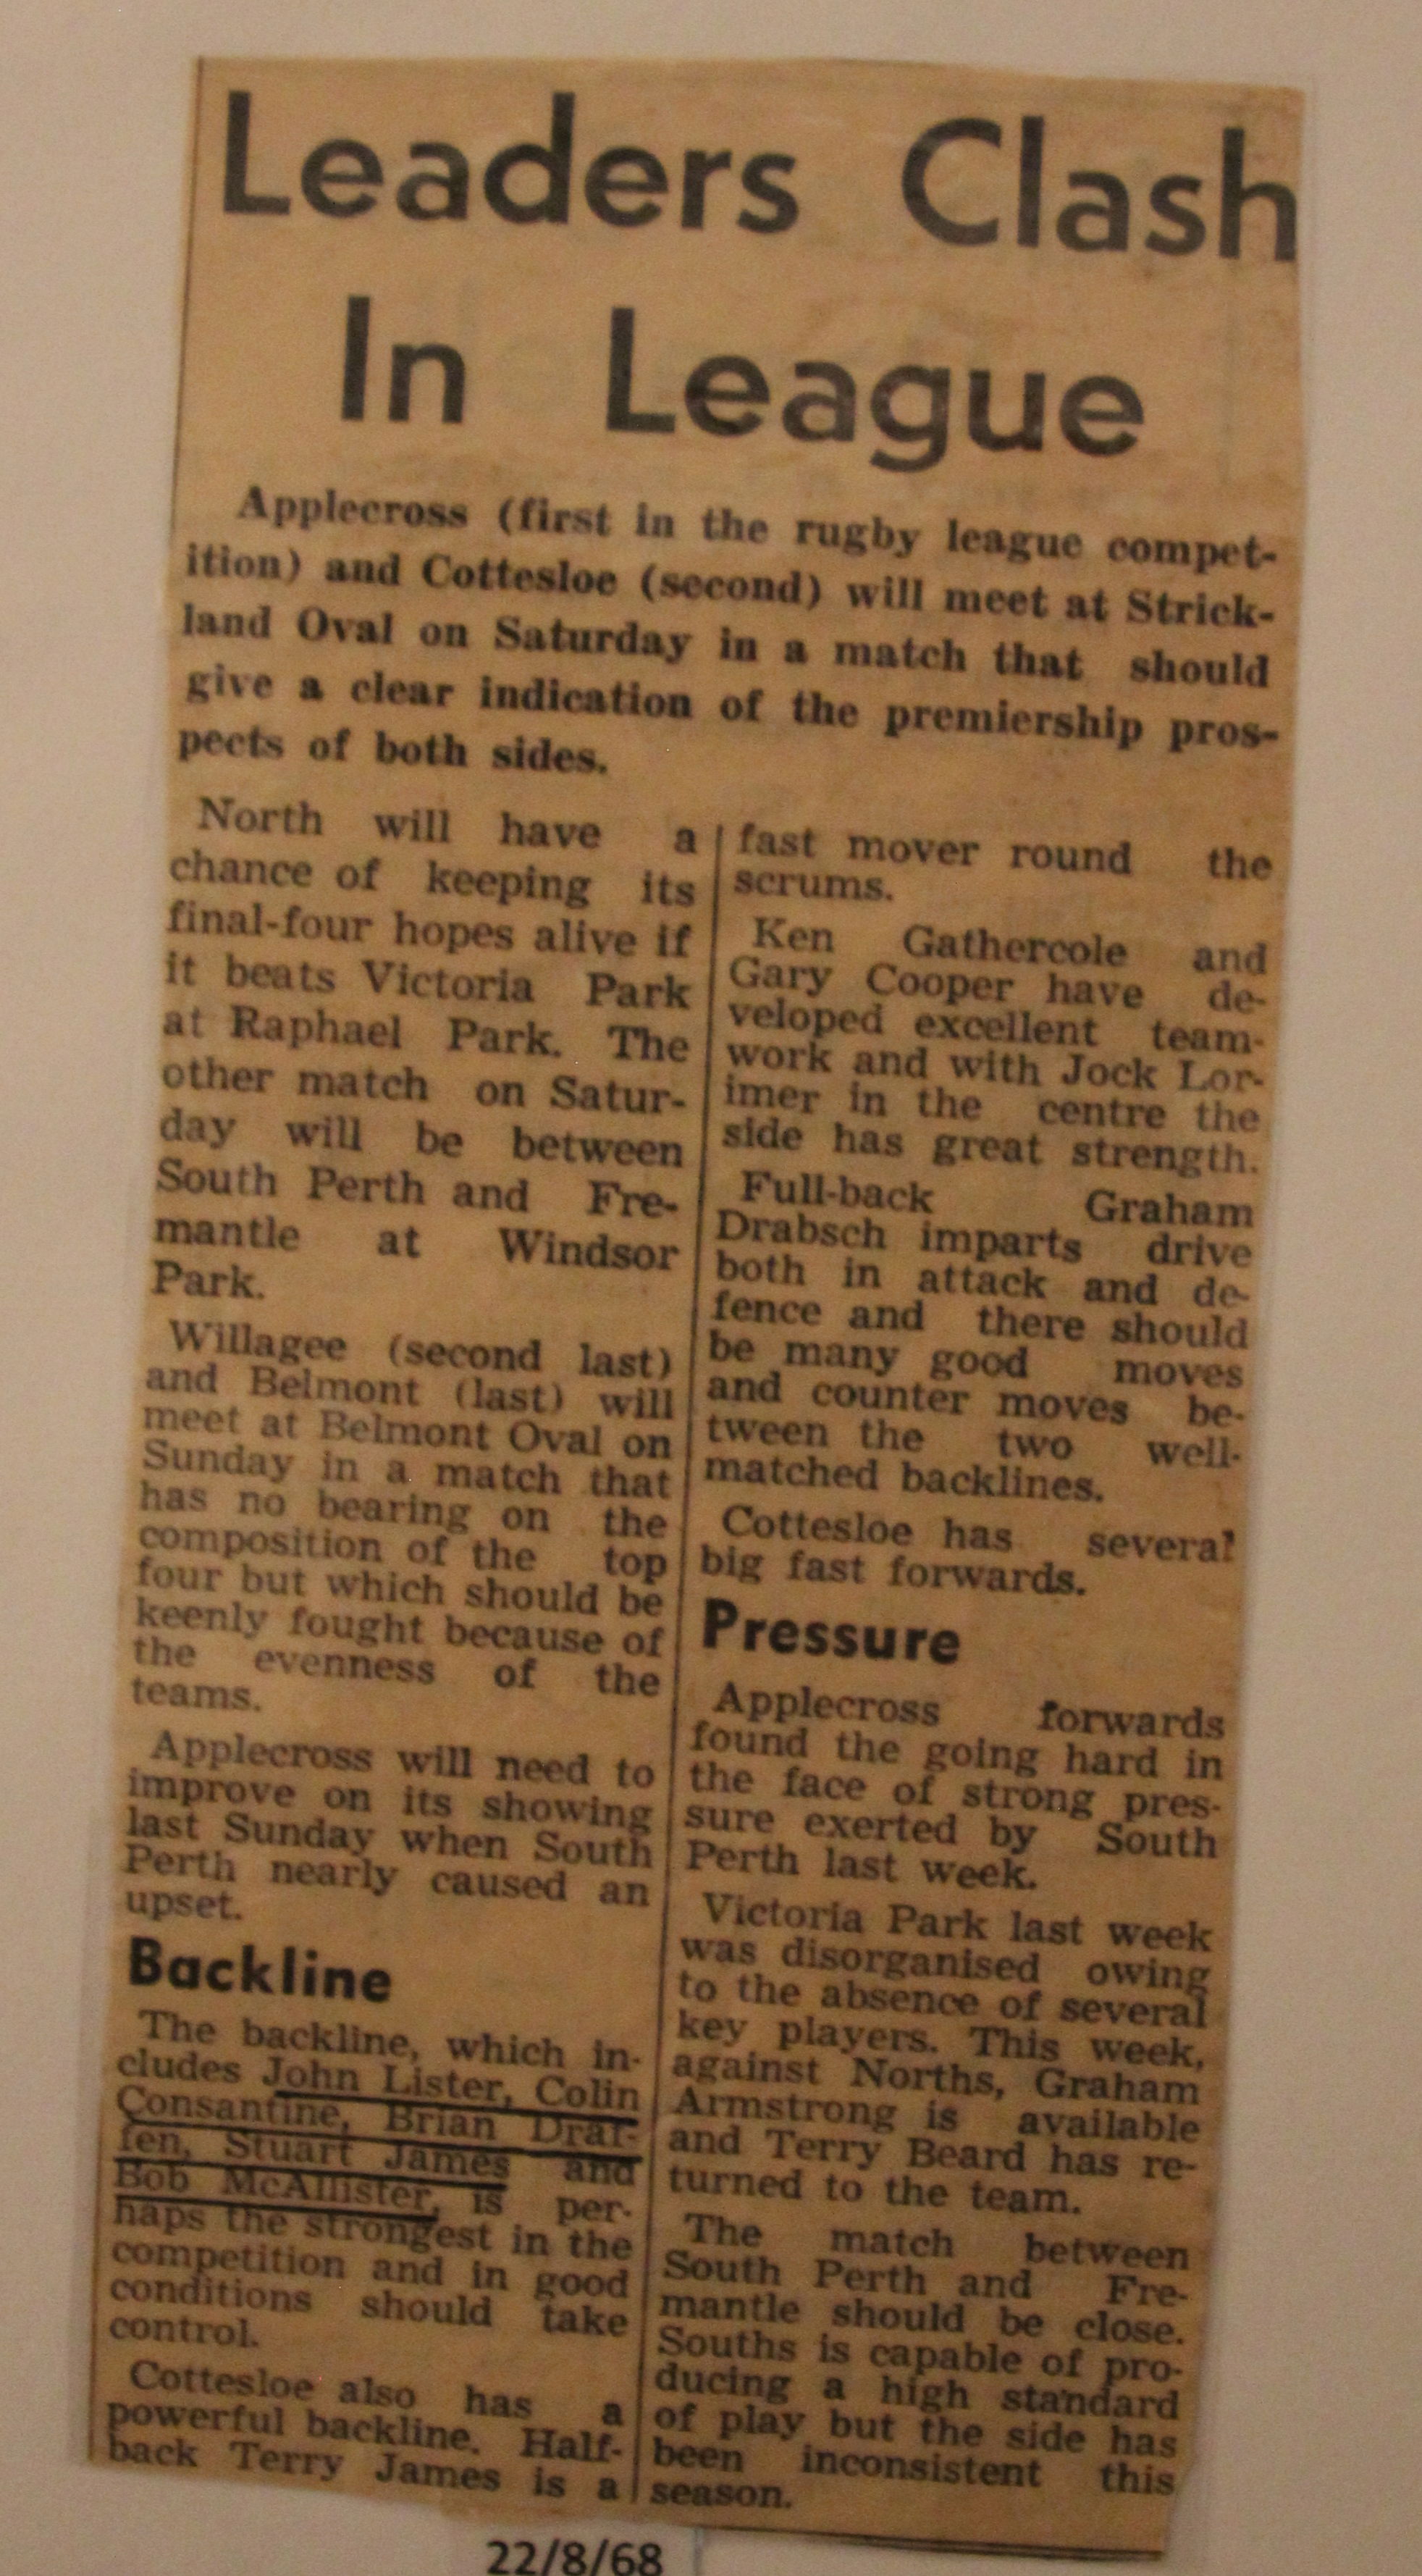 Leaders Clash
In League
Applecross (first in the rugby league compet-
ition) and Cottesloe (second) will meet at Strick-
land Oval on Saturday in a match that should
give a clear indication of the premiership pros-
pects of both sides.
North will have a
chance of keeping its
final-four hopes alive if
it beats Victoria Park
at Raphael Park. The
other match on Satur-
day will be between
South Perth and Fre-
mantle at Windsor
Park.
Willagee (second last)
and Belmont (last) will
meet at Belmont Oval on
Sunday in a match that
has no bearing on the
composition of the top
four but which should be
keenly fought because of
the evenness of the
teams.
Applecross will need to
improve on its showing
last Sunday when South
Perth nearly caused an
upset.
Backline
The backline, which in-
cludes John Lister, Colin
Consantine, Brian Draf-
fen, Stuart James and
Bob McAllister, is per-
haps the strongest in the
competition and in good
conditions should take
control.
Cottesloe also has a
powerful backline. Half-
back Terry James is a
fast mover round the
scrums.
Ken Gathercole and
Gary Cooper have de-
veloped excellent team-
work and with Jock Lor-
imer in the centre the
side has great strength.
Full-back Graham
Drabsch imparts drive
both in attack and de-
fence and there should
be many good moves
and counter moves be-
tween the two well-
matched backlines.
Cottesloe has several
big fast forwards.
Pressure
Applecross forwards
found the going hard in
the face of strong pres-
sure exerted by South
Perth last week.
Victoria Park last week
was disorganised owing
to the absence of several
key players. This week,
against Norths, Graham
Armstrong is available
and Terry Beard has re-
turned to the team.
The match between
South Perth and Fre-
mantle should be close.
Souths is capable of pro-
ducing a high standard
of play but the side has
been inconsistent this
season.
22/8/68